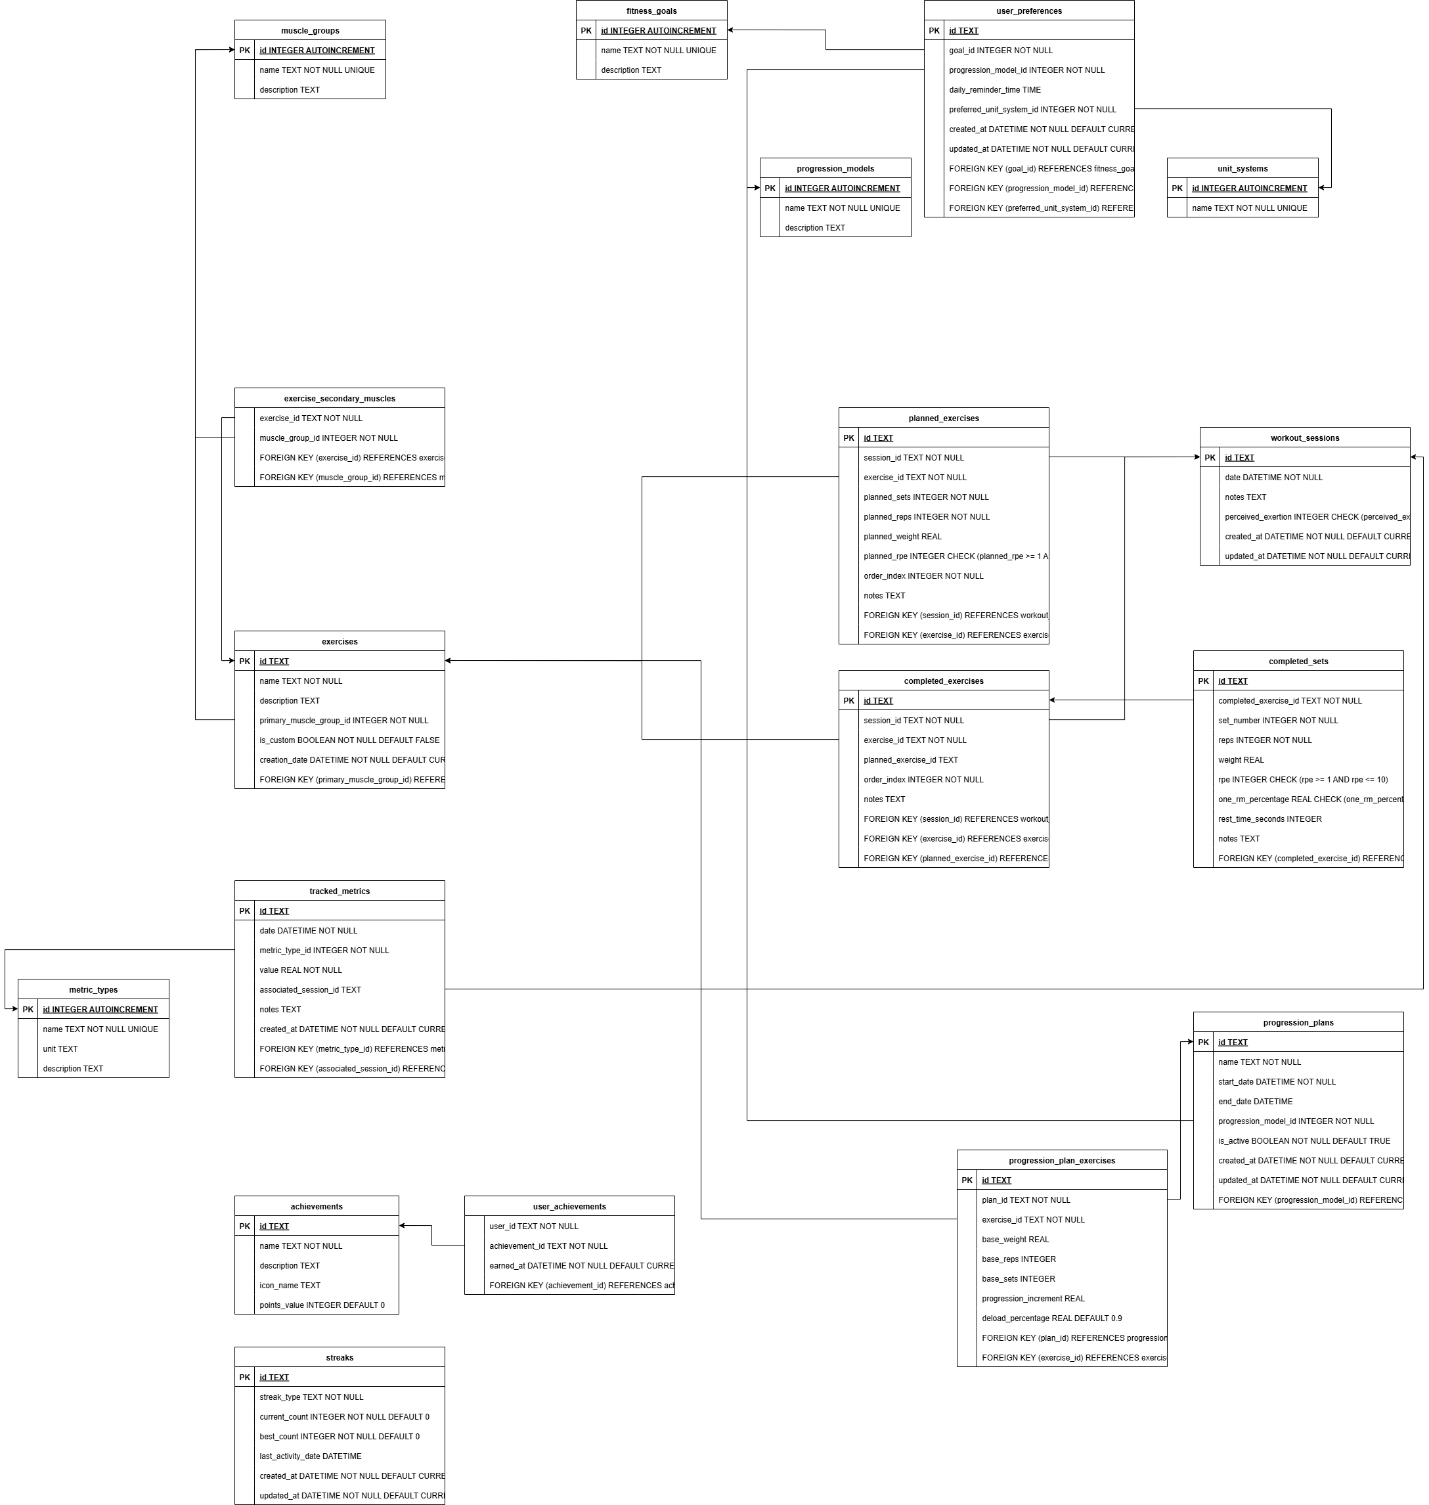 muscle_groups
PK id INTEGER AUTOINCREMENT
name TEXT NOT NULL UNIQUE
description TEXT
fitness_goals
PK id INTEGER AUTOINCREMENT
name TEXT NOT NULL UNIQUE
description TEXT
user_preferences
PK id TEXT
goal_id INTEGER NOT NULL
progression_model_id INTEGER NOT NULL
daily_reminder_time TIME
preferred_unit_system_id INTEGER NOT NULL
created_at DATETIME NOT NULL DEFAULT CURRE
updated_at DATETIME NOT NULL DEFAULT CURRI
FOREIGN KEY (goal_id) REFERENCES fitness_goa
FOREIGN KEY (progression_model_id) REFERENC
FOREIGN KEY (preferred_unit_system_id) REFERE
progression_models
PK id INTEGER AUTOINCREMENT
name TEXT NOT NULL UNIQUE
description TEXT
unit_systems
PK id INTEGER AUTOINCREMENT
name TEXT NOT NULL UNIQUE
exercise_secondary_muscles
exercise_id TEXT NOT NULL
muscle_group_id INTEGER NOT NULL
FOREIGN KEY (exercise_id) REFERENCES exercis
FOREIGN KEY (muscle_group_id) REFERENCES m
planned_exercises
PK id TEXT
session_id TEXT NOT NULL
exercise_id TEXT NOT NULL
planned_sets INTEGER NOT NULL
planned_reps INTEGER NOT NULL
planned_weight REAL
planned_rpe INTEGER CHECK (planned_rpe >= 1 A
order_index INTEGER NOT NULL
notes TEXT
FOREIGN KEY (session_id) REFERENCES workout_
FOREIGN KEY (exercise_id) REFERENCES exercis
workout_sessions
PK id TEXT
date DATETIME NOT NULL
notes TEXT
perceived_exertion INTEGER CHECK (perceived_ex
created_at DATETIME NOT NULL DEFAULT CURRE
updated_at DATETIME NOT NULL DEFAULT CURRI
exercises
PK id TEXT
name TEXT NOT NULL
description TEXT
primary_muscle_group_id INTEGER NOT NULL
is_custom BOOLEAN NOT NULL DEFAULT FALSE
creation_date DATETIME NOT NULL DEFAULT CUR
FOREIGN KEY (primary_muscle_group_id) REFERE
completed_exercises
PK id TEXT
session_id TEXT NOT NULL
exercise_id TEXT NOT NULL
planned_exercise_id TEXT
order_index INTEGER NOT NULL
notes TEXT
FOREIGN KEY (session_id) REFERENCES workout_
FOREIGN KEY (exercise_id) REFERENCES exercis
FOREIGN KEY (planned_exercise_id) REFERENCE
completed_sets
PK id TEXT
completed_exercise_id TEXT NOT NULL
set_number INTEGER NOT NULL
reps INTEGER NOT NULL
weight REAL
rpe INTEGER CHECK (rpe >= 1 AND rpe <= 10)
one_rm_percentage REAL CHECK (one_rm_percent
rest_time_seconds INTEGER
notes TEXT
FOREIGN KEY (completed_exercise_id) REFERENC
tracked_metrics
PK id TEXT
date DATETIME NOT NULL
metric_type_id INTEGER NOT NULL
value REAL NOT NULL
associated_session_id TEXT
notes TEXT
created_at DATETIME NOT NULL DEFAULT CURRE
FOREIGN KEY (metric_type_id) REFERENCES metr
FOREIGN KEY (associated_session_id) REFERENC
metric_types
PK id INTEGER AUTOINCREMENT
name TEXT NOT NULL UNIQUE
unit TEXT
description TEXT
progression_plans
PK id TEXT
name TEXT NOT NULL
start_date DATETIME NOT NULL
end_date DATETIME
progression_model_id INTEGER NOT NULL
is_active BOOLEAN NOT NULL DEFAULT TRUE
created_at DATETIME NOT NULL DEFAULT CURRE
updated_at DATETIME NOT NULL DEFAULT CURRI
FOREIGN KEY (progression_model_id) REFERENC
progression_plan_exercises
PK id TEXT
plan_id TEXT NOT NULL
exercise_id TEXT NOT NULL
base_weight REAL
base_reps INTEGER
base_sets INTEGER
progression_increment REAL
deload_percentage REAL DEFAULT 0.9
FOREIGN KEY (plan_id) REFERENCES progression
FOREIGN KEY (exercise_id) REFERENCES exercis
achievements
PK id TEXT
name TEXT NOT NULL
description TEXT
icon_name TEXT
points_value INTEGER DEFAULT 0
user_achievements
user_id TEXT NOT NULL
achievement_id TEXT NOT NULL
earned_at DATETIME NOT NULL DEFAULT CURRE
FOREIGN KEY (achievement_id) REFERENCES ach
streaks
PK id TEXT
streak_type TEXT NOT NULL
current_count INTEGER NOT NULL DEFAULT 0
best_count INTEGER NOT NULL DEFAULT 0
last_activity_date DATETIME
created_at DATETIME NOT NULL DEFAULT CURRE
updated_at DATETIME NOT NULL DEFAULT CURRI